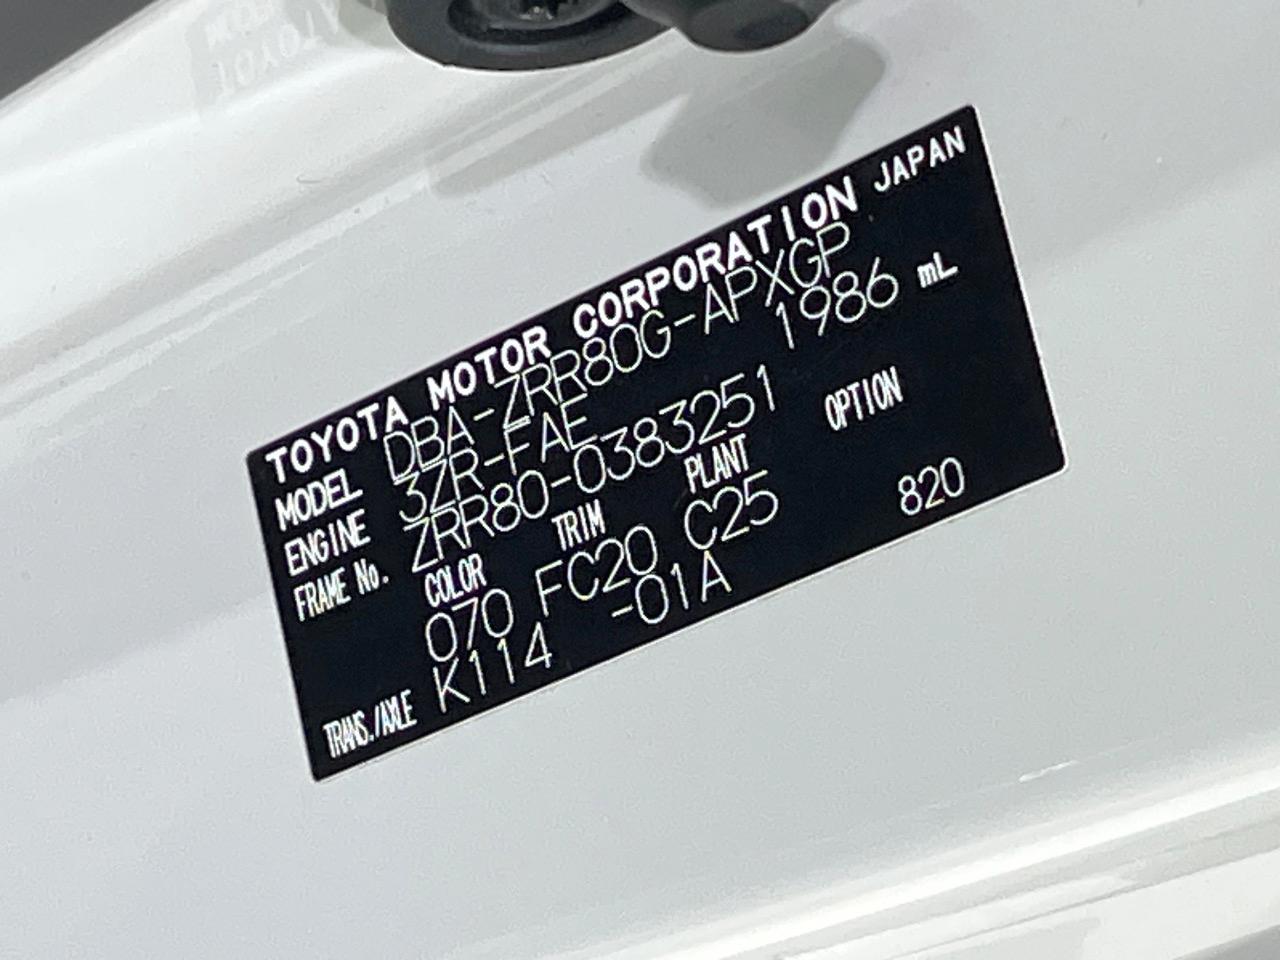 TOYOTA MOTOR CORPORATION JAPAN
MODEL DBA-ZRR80G-APXGP
ENGINE 3ZR-FAE 1986 mL
FRAME No. ZRR80-0383251
COLOR TRIM PLANT OPTION
070 FC20 C25 820
TRANS./AXLE K114 -01A